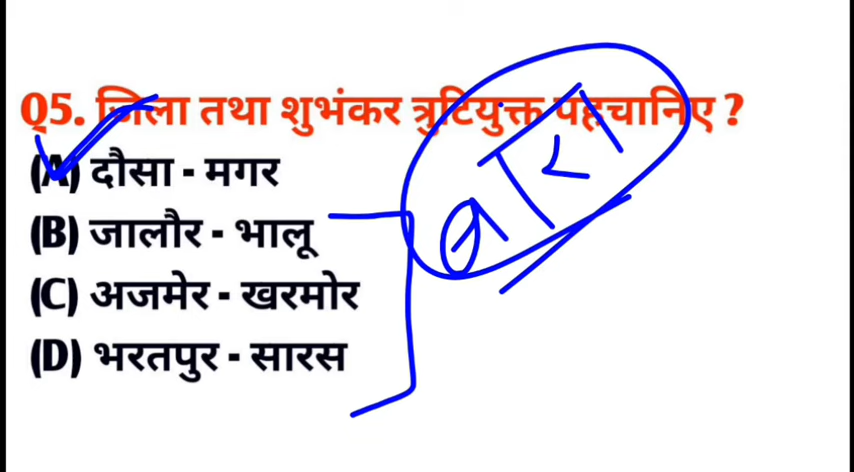 Q5. जिला तथा शुभंकर त्रुटियुक्त पहचानिए ?
(A) दौसा - मगर
(B) जालौर - भालू
(C) अजमेर - खरमोर
(D) भरतपुर - सारस
बारां